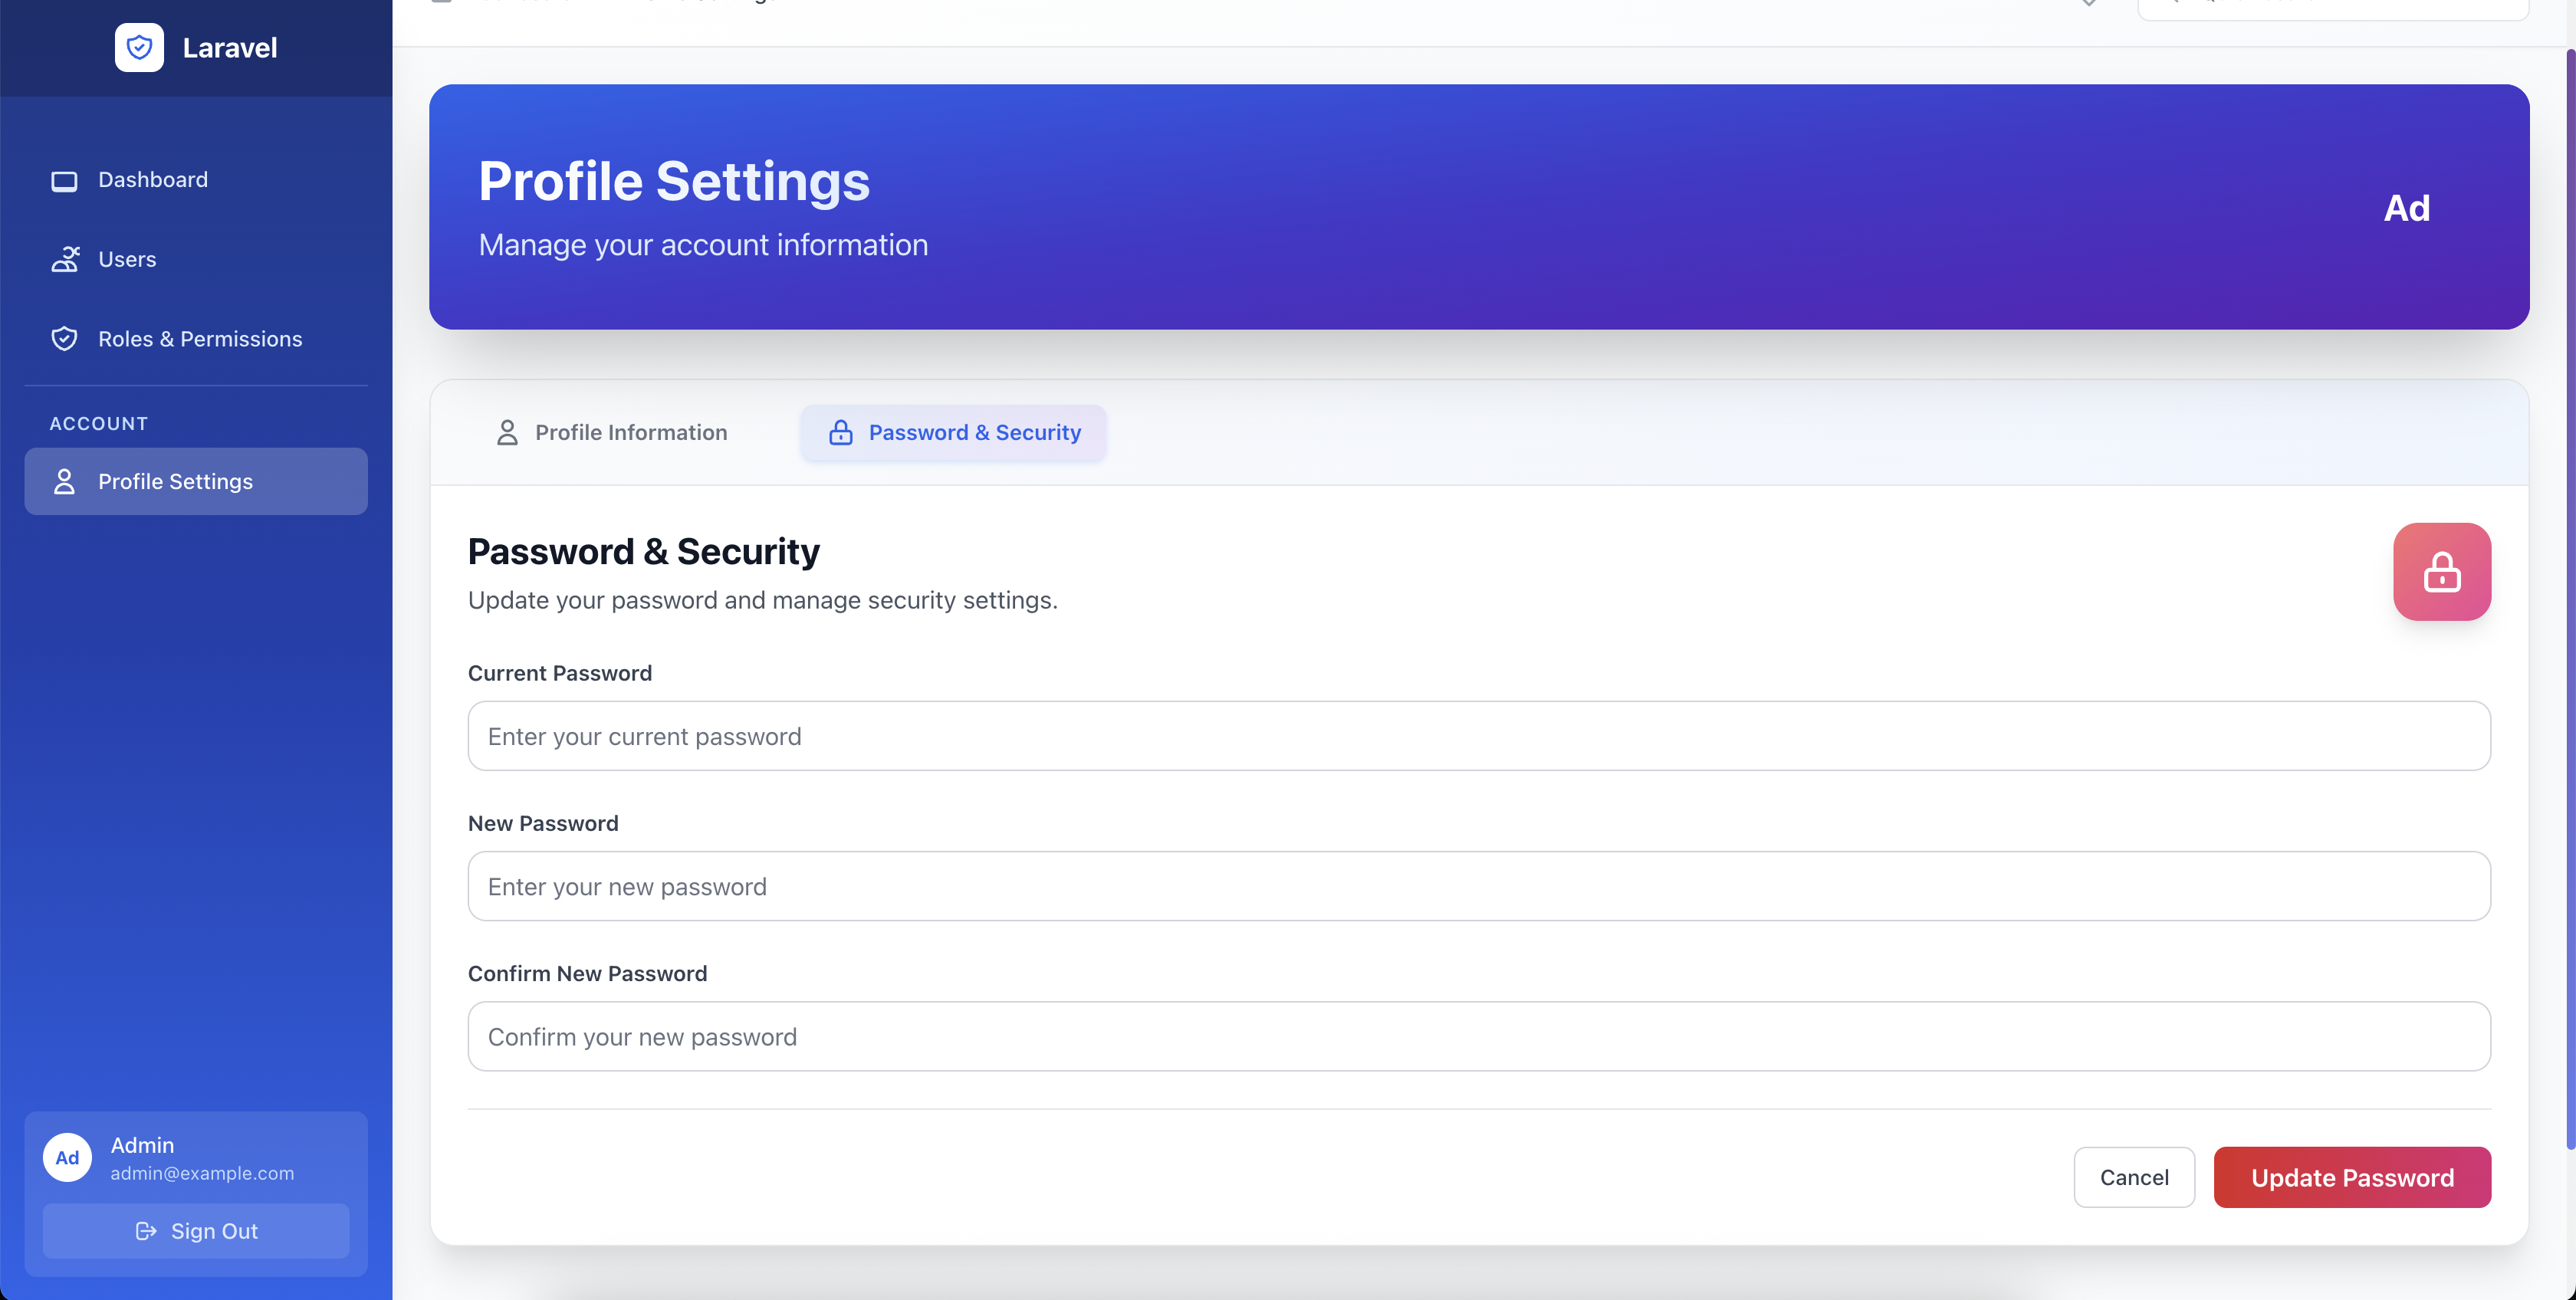 Laravel
Dashboard
Users
Roles & Permissions
ACCOUNT
Profile Settings
Ad
Admin
admin@example.com
Sign Out
Profile Settings
Manage your account information
Ad
Profile Information
Password & Security
Password & Security
Update your password and manage security settings.
Current Password
Enter your current password
New Password
Enter your new password
Confirm New Password
Confirm your new password
Cancel
Update Password